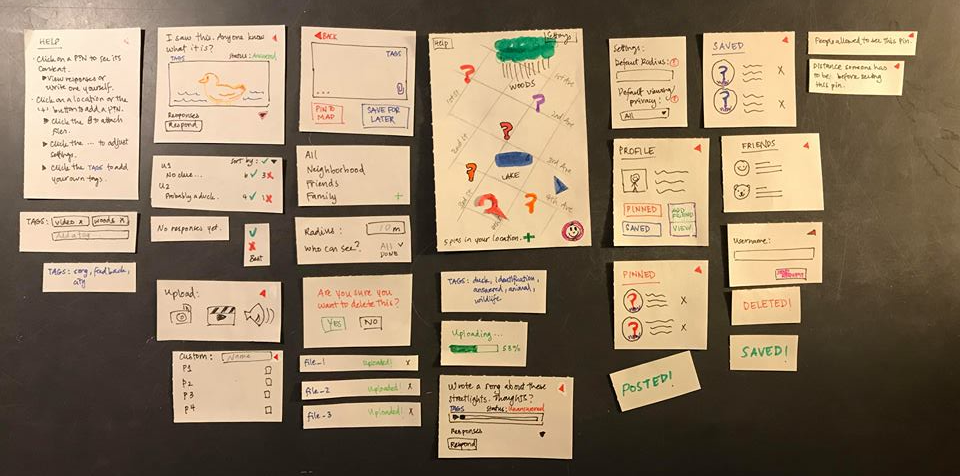 HELP
• Click on a PIN to see its
content.
▶ View responses or
write one yourself.
• Click on a location or the
'+' button to add a PIN.
▶ Click the to attach
files.
▶ Click the ... to adjust
settings.
▶ Click the TAGS to add
your own tags.
TAGS: video x woods x
Add a tag
TAGS: song, feedback,
city
I saw this. Anyone know
what it is?
TAGS Status: Answered
Responses
Respond
U1 Sort by: ✓
No clue... 6 ✓ 3 x
U2
Probably a duck. 4 ✓ 1 x
No responses yet.
✓
x
Best
Upload:
Custom: Name
P1
P2
P3
P4
BACK
TAGS
PIN TO
MAP
SAVE FOR
LATER
All
Neighborhood
Friends
Family +
Radius: 10 m
Who can see? All ✓
DONE
Are you sure you
want to delete this?
YES NO
file_1 Uploaded! x
file_2 Uploaded! x
file_3 Uploaded! x
Help
Settings
WOODS
1st Ave
2nd Ave
3rd Ave
4th Ave
LAKE
5 pins in your location. +
TAGS: duck, identification,
answered, animal,
wildlife
Uploading...
53%
Wrote a song about these
streetlights. Thoughts?
TAGS Status: Unanswered
Responses
Respond
Settings:
Default Radius: ?
Default viewing
privacy: ?
All
PROFILE
PINNED
ADD
FRIEND
SAVED
VIEW
PINNED
? x
new!
? x
new!
POSTED!
SAVED
? x
new!
? x
new!
FRIENDS
Username:
DELETED!
SAVED!
People allowed to see this pin.
Distance someone has
to be before seeing
this pin.